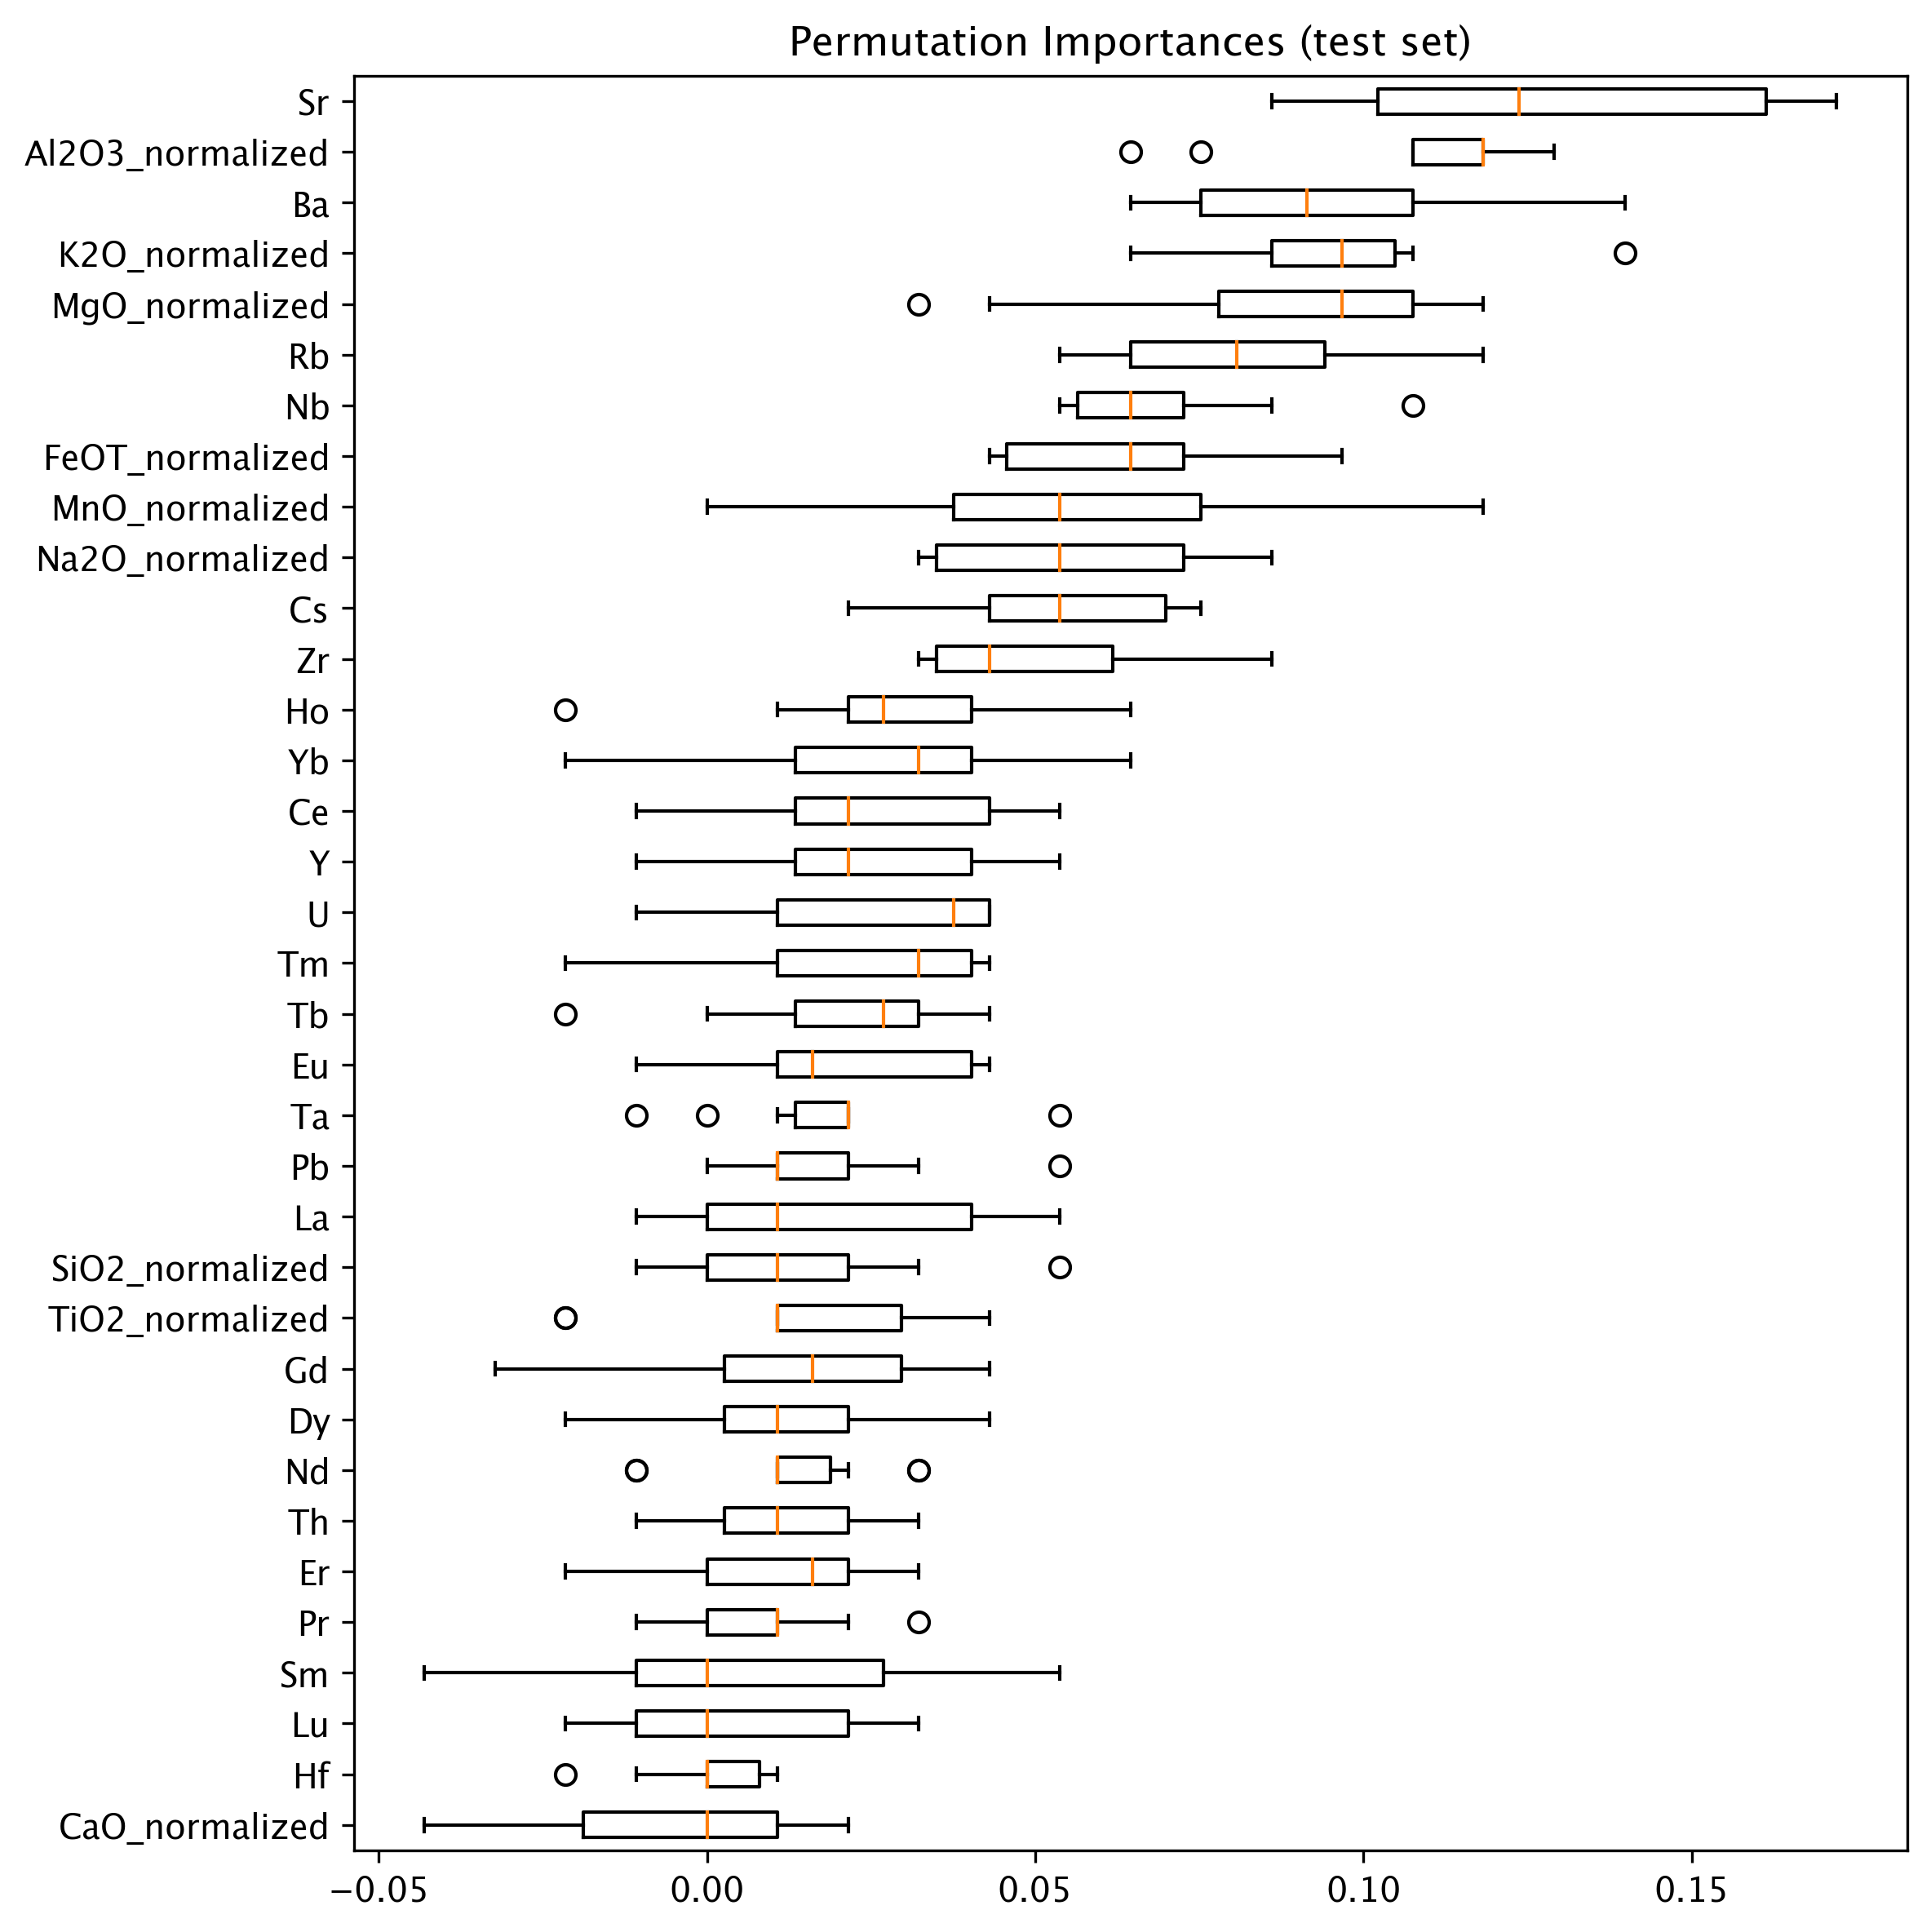 Permutation Importances (test set)
Sr
Al2O3_normalized
Ba
K2O_normalized
MgO_normalized
Rb
Nb
FeOT_normalized
MnO_normalized
Na2O_normalized
Cs
Zr
Ho
Yb
Ce
Y
U
Tm
Tb
Eu
Ta
Pb
La
SiO2_normalized
TiO2_normalized
Gd
Dy
Nd
Th
Er
Pr
Sm
Lu
Hf
CaO_normalized
−0.05 0.00 0.05 0.10 0.15